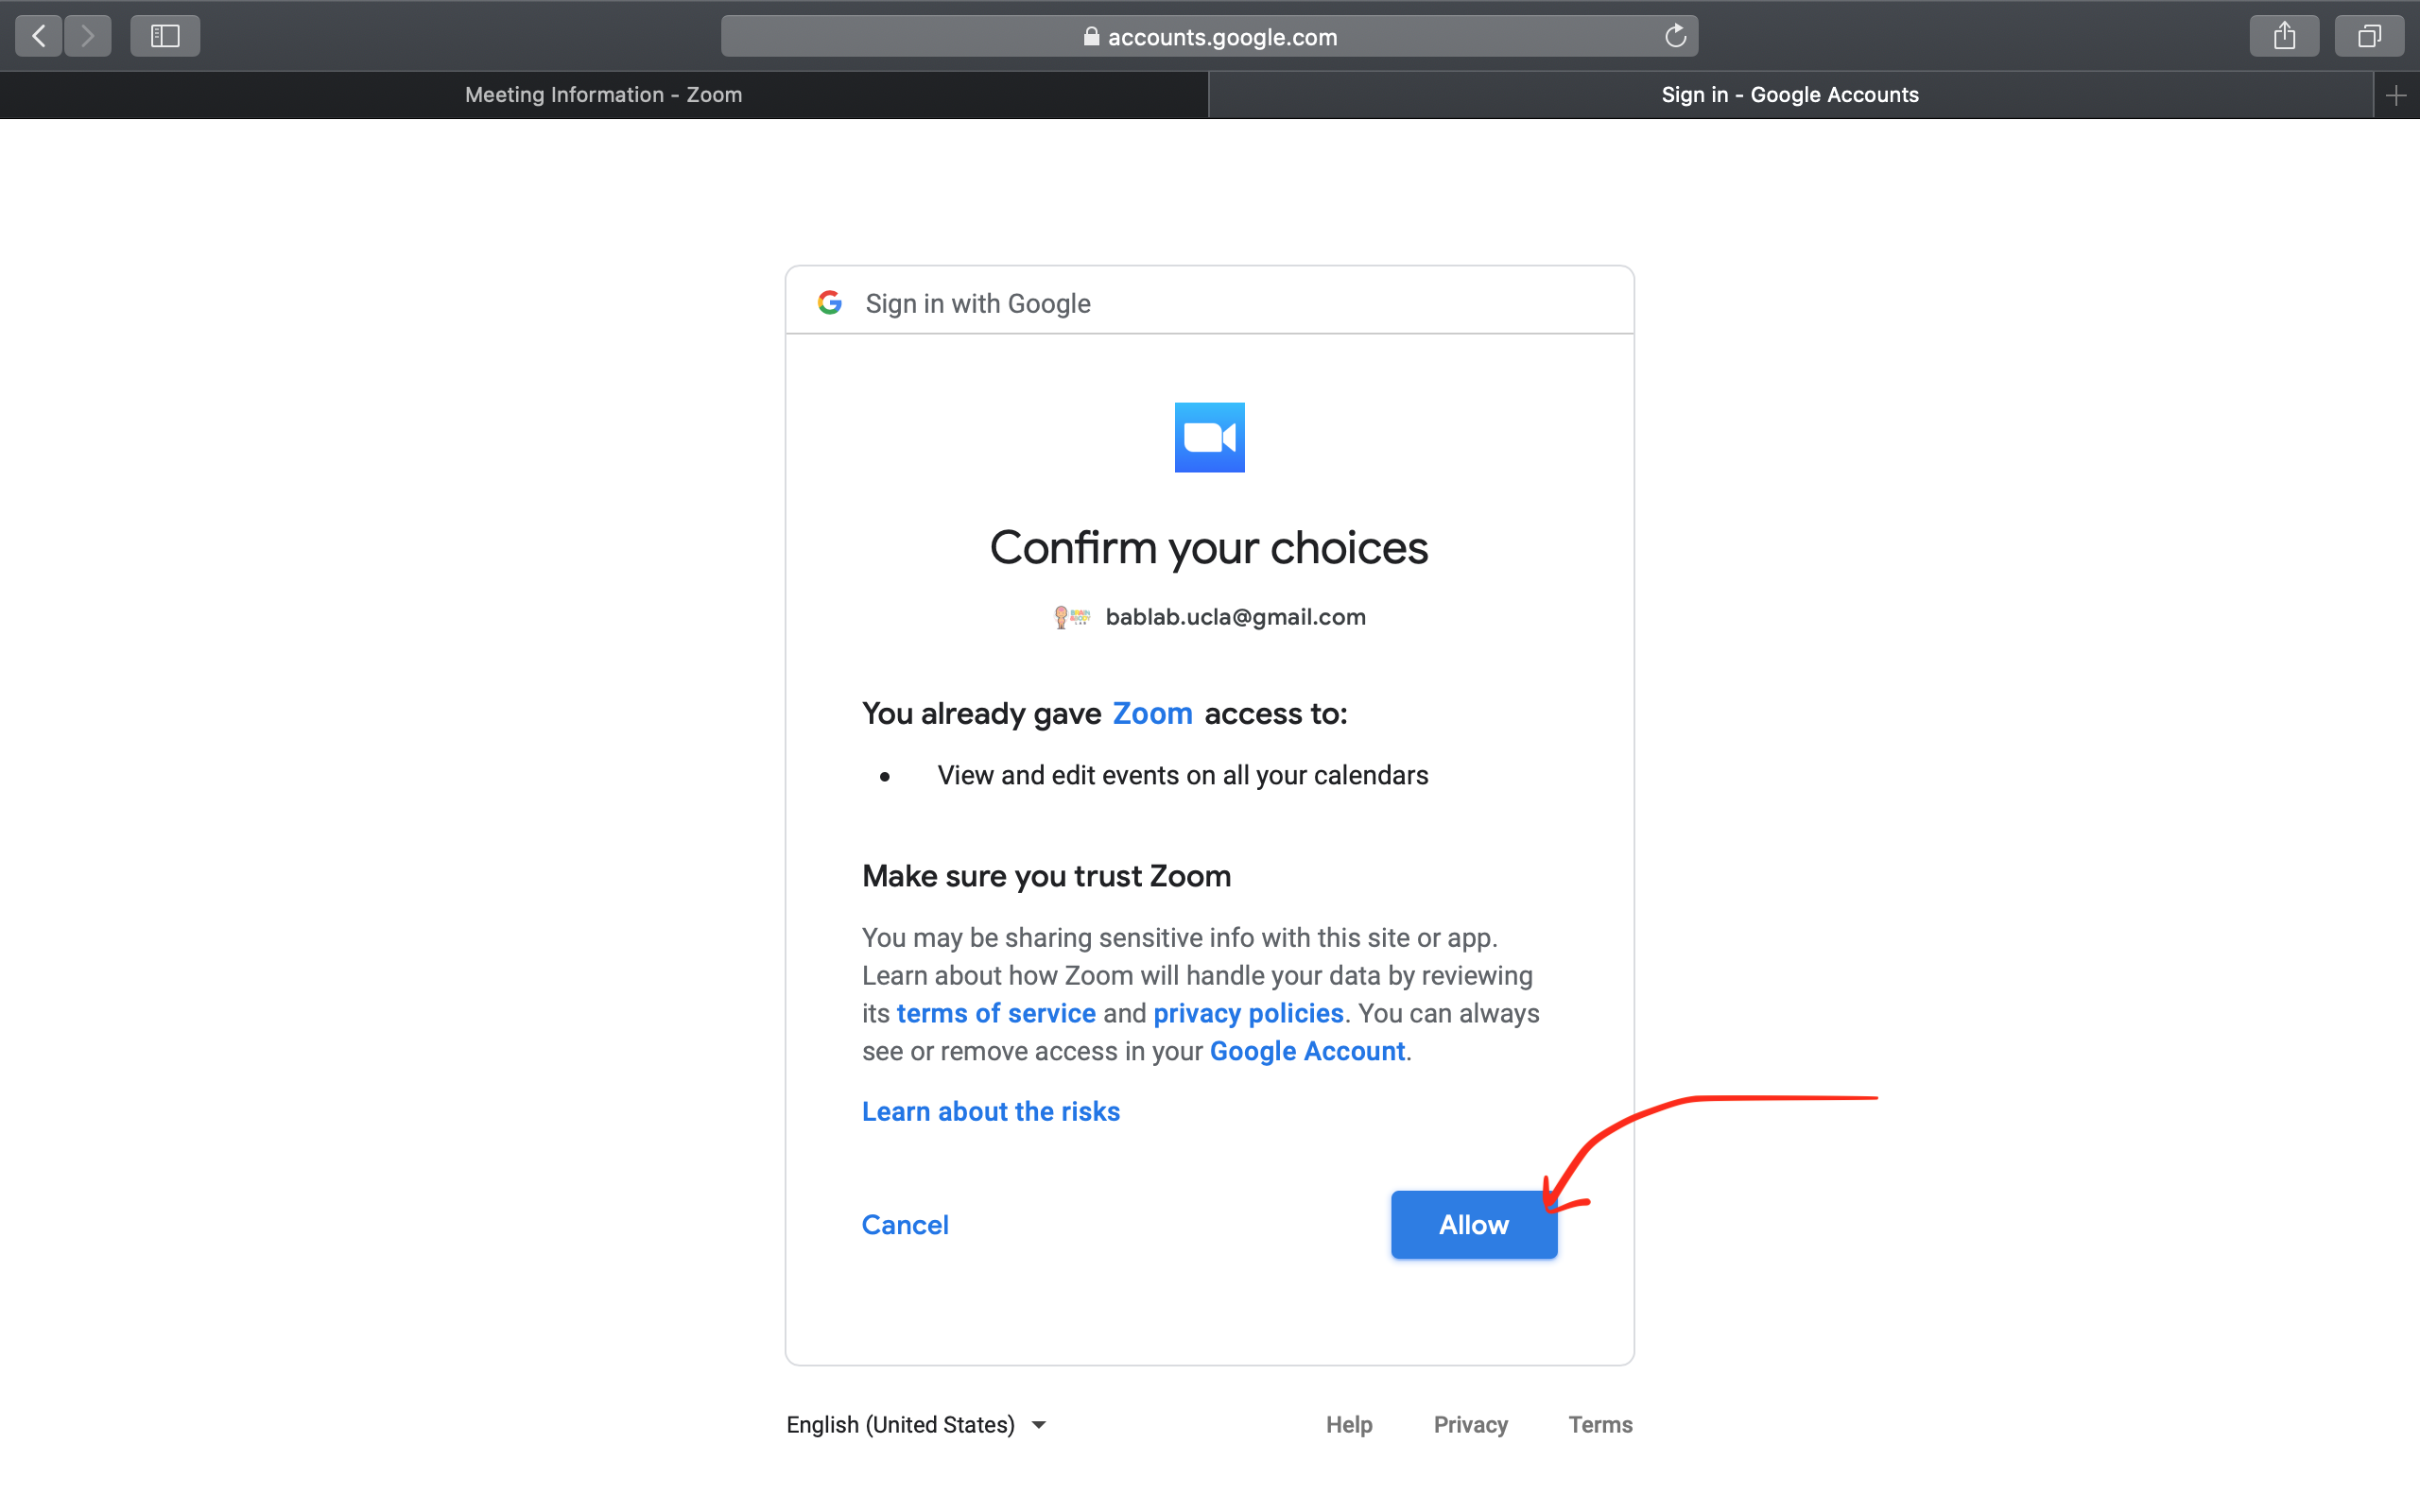 accounts.google.com
Meeting Information - Zoom
Sign in - Google Accounts
Sign in with Google
Confirm your choices
bablab.ucla@gmail.com
You already gave Zoom access to:
• View and edit events on all your calendars
Make sure you trust Zoom
You may be sharing sensitive info with this site or app.
Learn about how Zoom will handle your data by reviewing
its terms of service and privacy policies. You can always
see or remove access in your Google Account.
Learn about the risks
Cancel
Allow
English (United States)
Help
Privacy
Terms